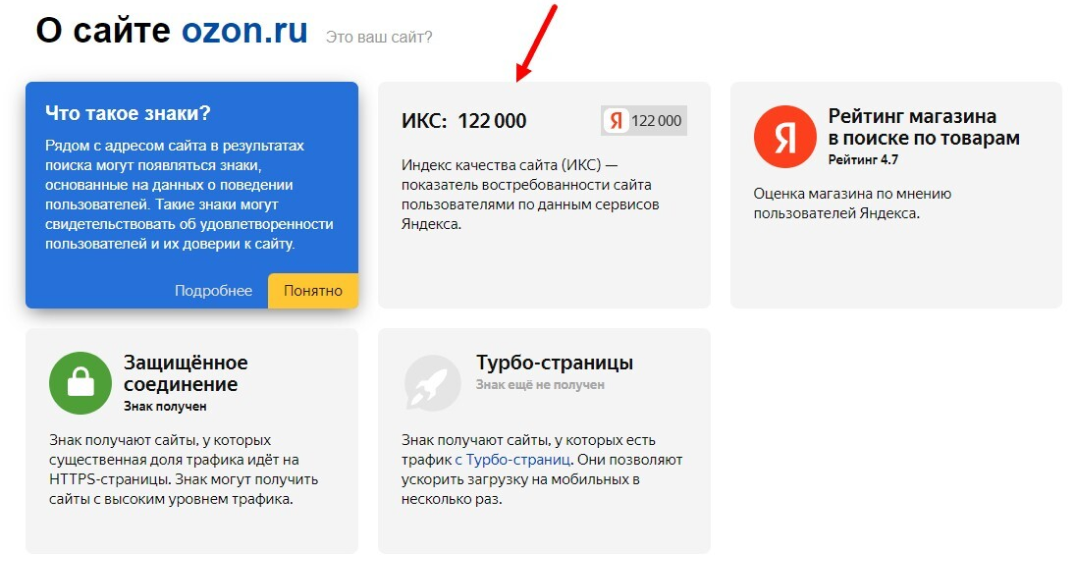 О сайте ozon.ru Это ваш сайт?
Что такое знаки?
Рядом с адресом сайта в результатах
поиска могут появляться знаки,
основанные на данных о поведении
пользователей. Такие знаки могут
свидетельствовать об удовлетворенности
пользователей и их доверии к сайту.
Подробнее Понятно
ИКС: 122 000
Я 122 000
Индекс качества сайта (ИКС) —
показатель востребованности сайта
пользователями по данным сервисов
Яндекса.
Я
Рейтинг магазина
в поиске по товарам
Рейтинг 4.7
Оценка магазина по мнению
пользователей Яндекса.
Защищённое
соединение
Знак получен
Знак получают сайты, у которых
существенная доля трафика идёт на
HTTPS-страницы. Знак могут получить
сайты с высоким уровнем трафика.
Турбо-страницы
Знак ещё не получен
Знак получают сайты, у которых есть
трафик с Турбо-страниц. Они позволяют
ускорить загрузку на мобильных в
несколько раз.